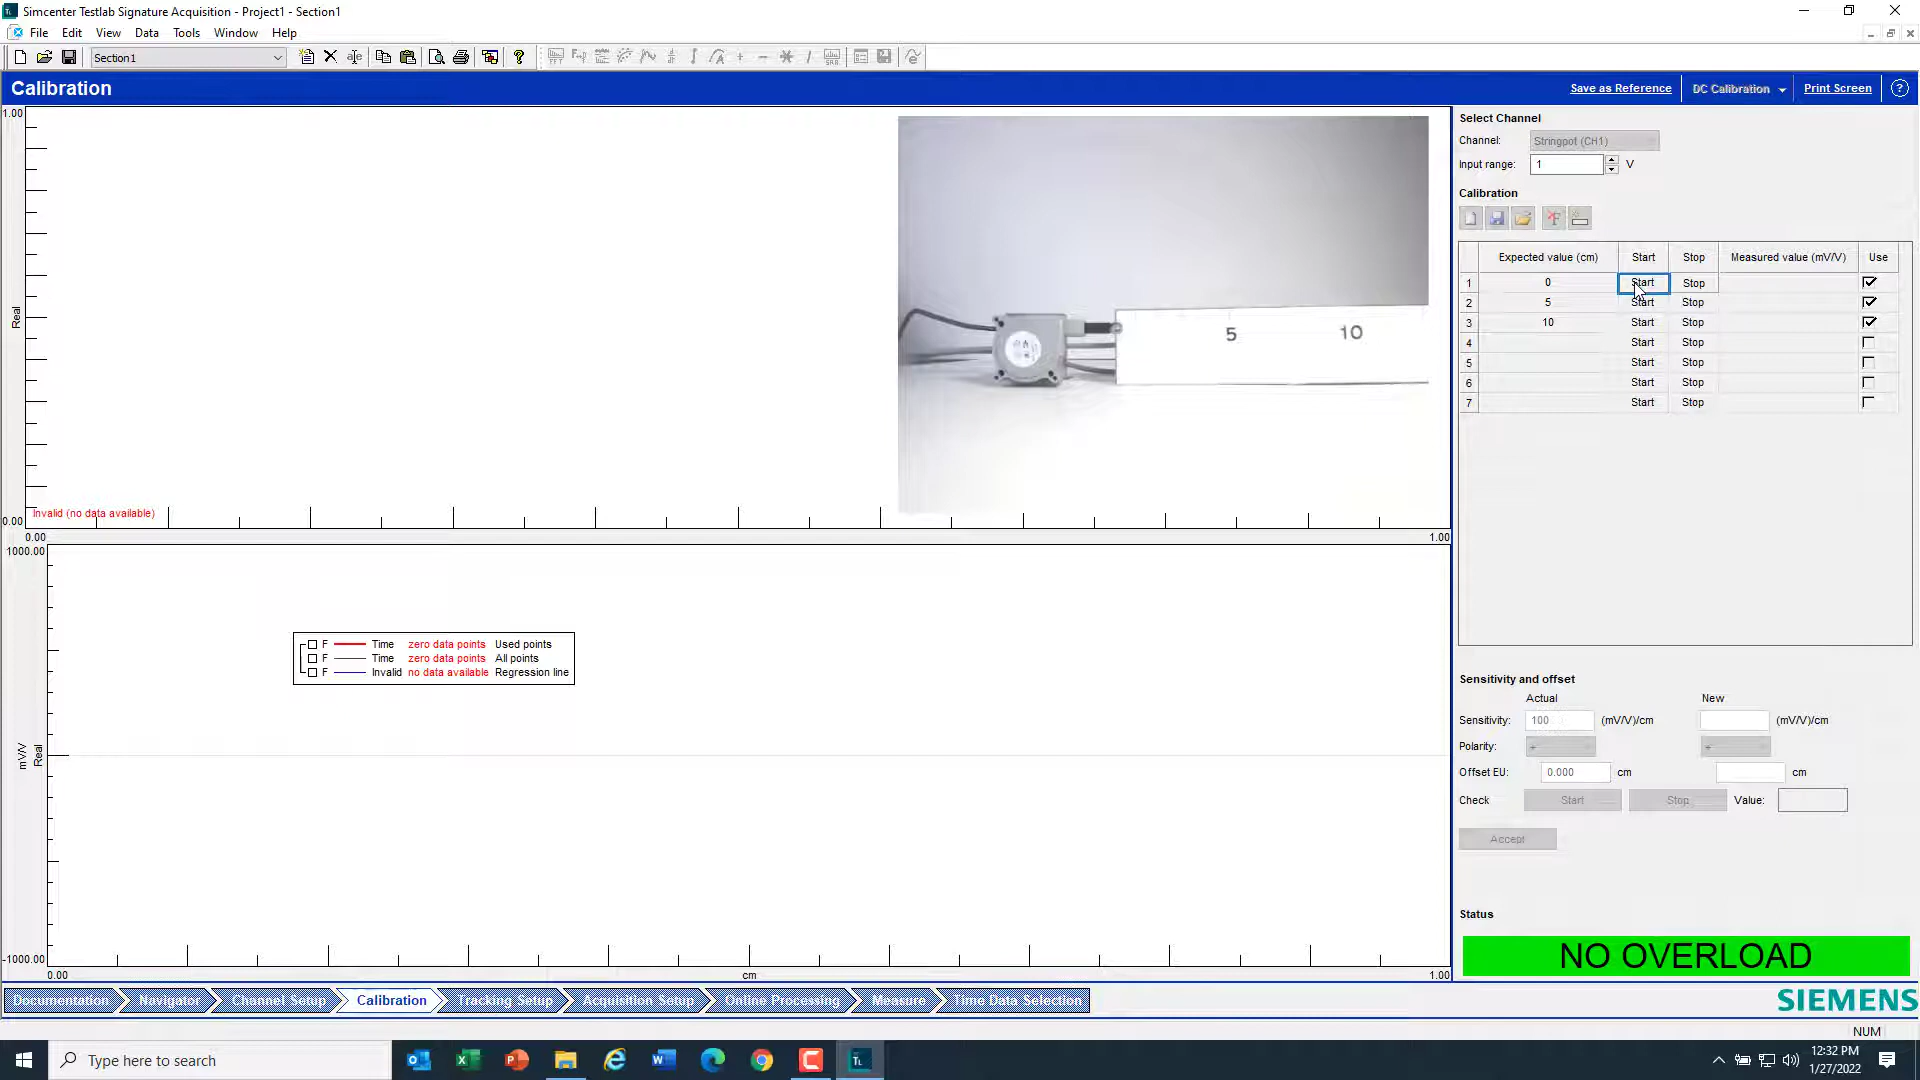 Simcenter Testlab Signature Acquisition - Project1 - Section1
File Edit View Data Tools Window Help
Section1
Calibration
Save as Reference DC Calibration Print Screen
1.00
Real
Invalid (no data available)
0.00
0.00 1.00
5 10
1000.00
F Time zero data points Used points
F Time zero data points All points
F Invalid no data available Regression line
mV/V
Real
-1000.00
0.00 cm 1.00
Select Channel
Channel: Stringpot (CH1)
Input range: 1 V
Calibration
Expected value (cm) Start Stop Measured value (mV/V) Use
1 0 Start Stop
2 5 Start Stop
3 10 Start Stop
4 Start Stop
5 Start Stop
6 Start Stop
7 Start Stop
Sensitivity and offset
Actual New
Sensitivity: 100 (mV/V)/cm (mV/V)/cm
Polarity: + +
Offset EU: 0.000 cm cm
Check Start Stop Value:
Accept
Status
NO OVERLOAD
Documentation Navigator Channel Setup Calibration Tracking Setup Acquisition Setup Online Processing Measure Time Data Selection
SIEMENS
NUM
Type here to search
12:32 PM
1/27/2022